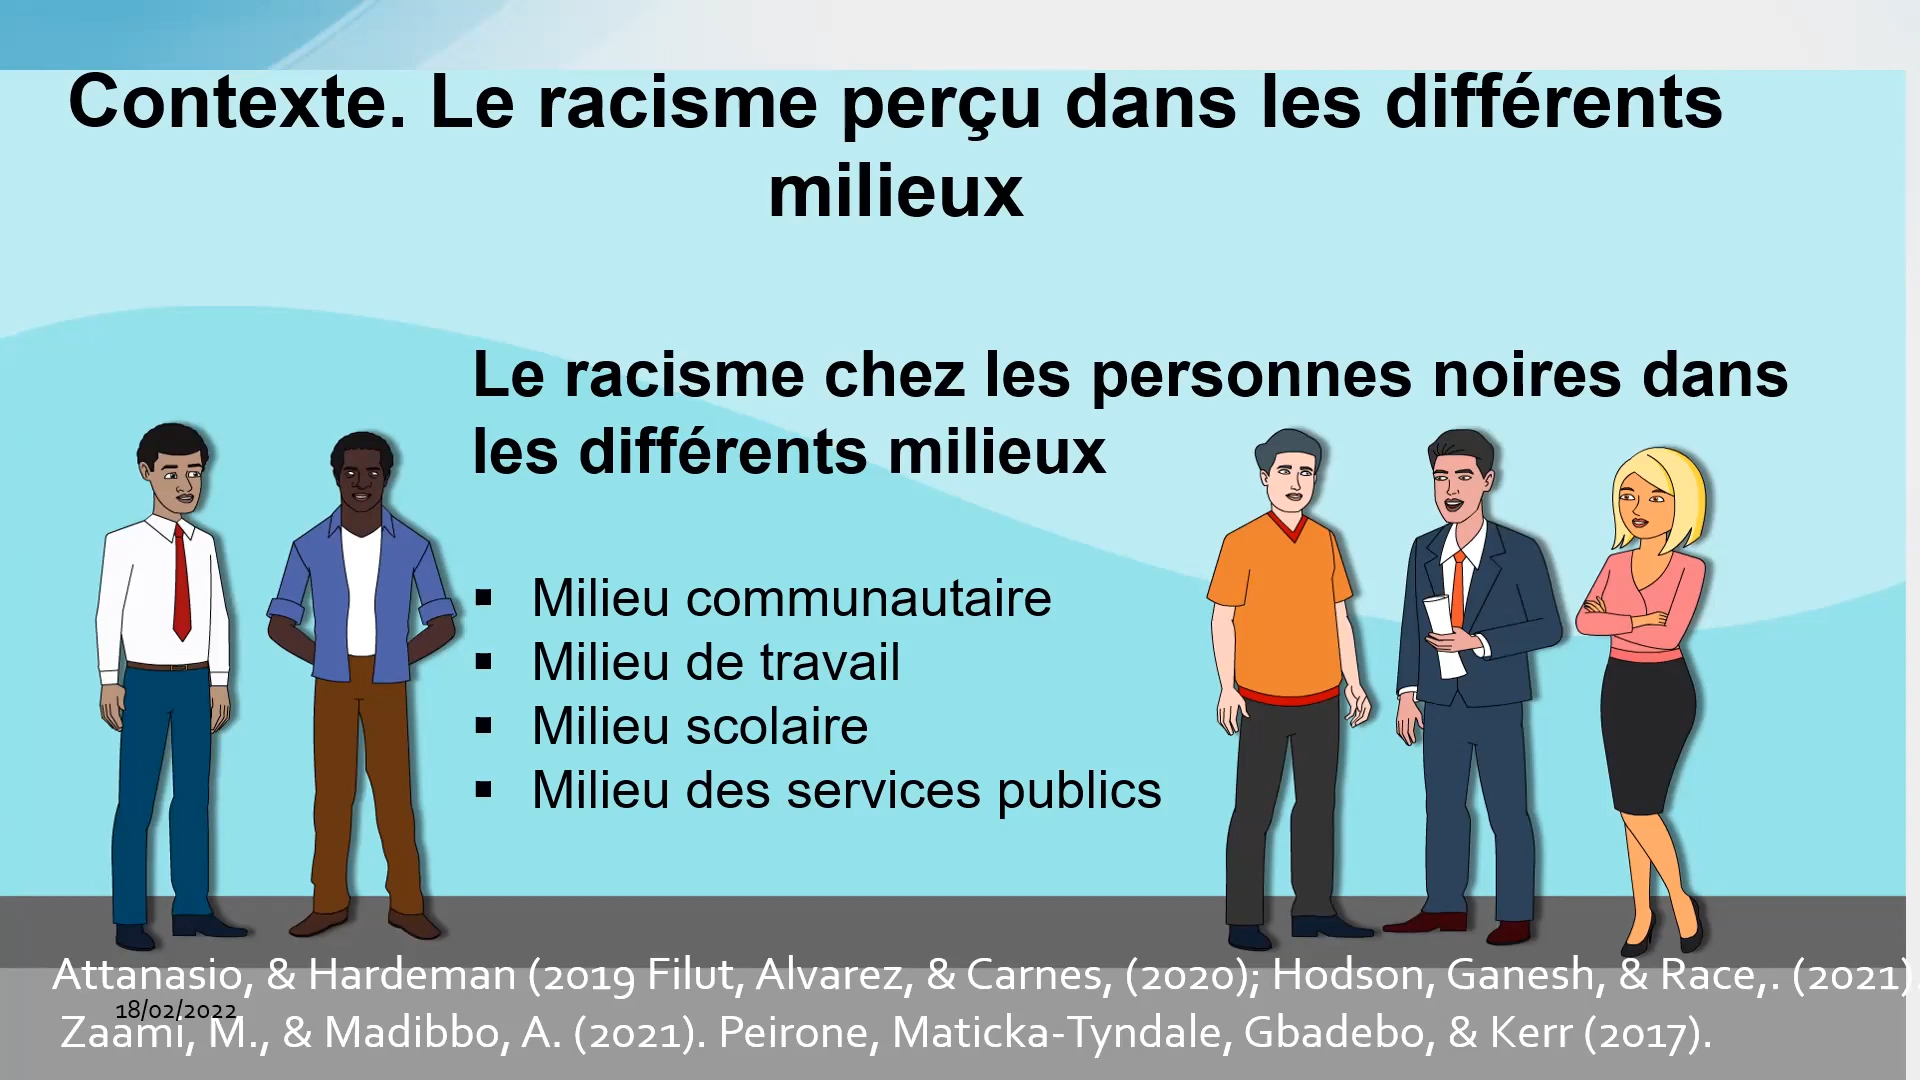 Contexte. Le racisme perçu dans les différents
milieux
Le racisme chez les personnes noires dans
les différents milieux
▪ Milieu communautaire
▪ Milieu de travail
▪ Milieu scolaire
▪ Milieu des services publics
Attanasio, & Hardeman (2019 Filut, Alvarez, & Carnes, (2020); Hodson, Ganesh, & Race,. (2021).
18/02/2022
Zaami, M., & Madibbo, A. (2021). Peirone, Maticka-Tyndale, Gbadebo, & Kerr (2017).